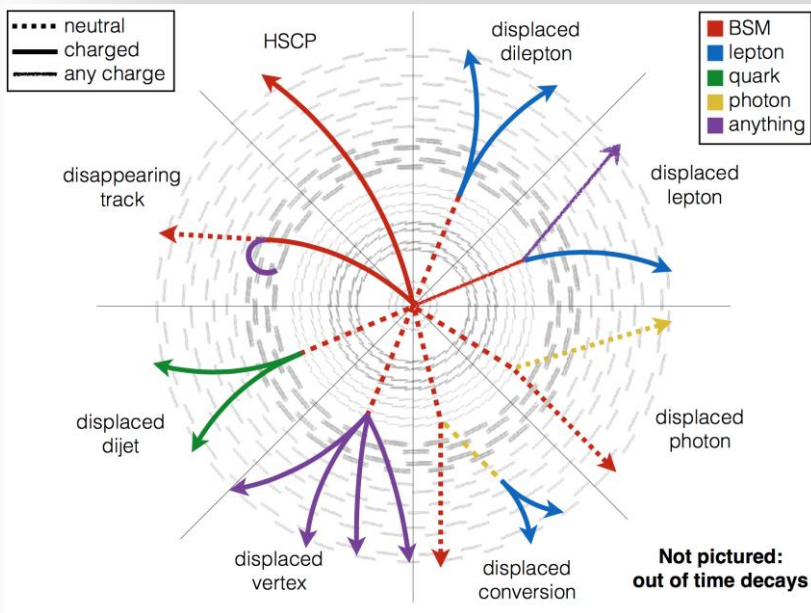 neutral
charged
any charge
HSCP
displaced
dilepton
BSM
lepton
quark
photon
anything
disappearing
track
displaced
lepton
displaced
dijet
displaced
photon
displaced
vertex
displaced
conversion
Not pictured:
out of time decays